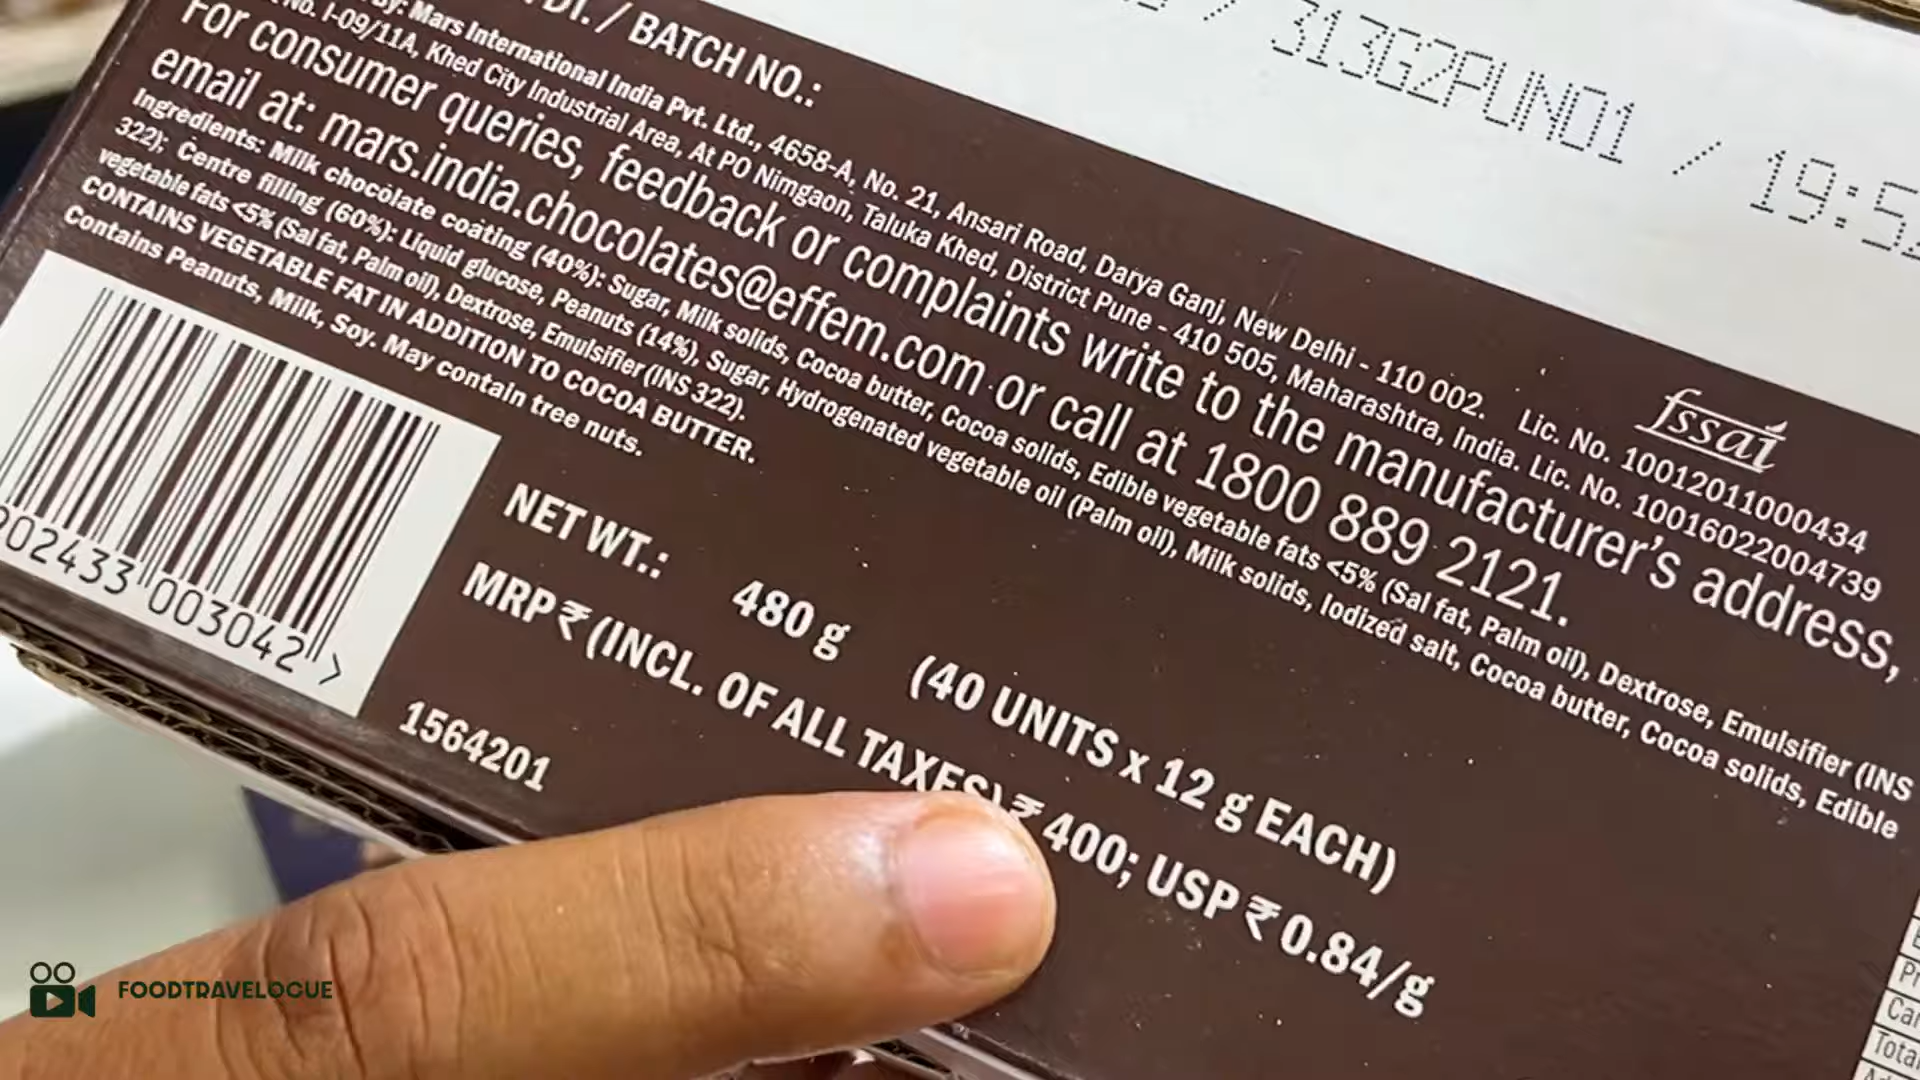 DT. / BATCH NO.:
313G2PUN01 / 19:5
By: Mars International India Pvt. Ltd., 4658-A, No. 21, Ansari Road, Darya Ganj, New Delhi - 110 002. Lic. No. 10012011000434
No. I-09/11A, Khed City Industrial Area, At PO Nimgaon, Taluka Khed, District Pune - 410 505, Maharashtra, India. Lic. No. 10016022004739
fssai
For consumer queries, feedback or complaints write to the manufacturer's address,
email at: mars.india.chocolates@effem.com or call at 1800 889 2121.
Ingredients: Milk chocolate coating (40%): Sugar, Milk solids, Cocoa butter, Cocoa solids, Edible vegetable fats <5% (Sal fat, Palm oil), Dextrose, Emulsifier (INS
322); Centre filling (60%): Liquid glucose, Peanuts (14%), Sugar, Hydrogenated vegetable oil (Palm oil), Milk solids, Iodized salt, Cocoa butter, Cocoa solids, Edible
vegetable fats <5% (Sal fat, Palm oil), Dextrose, Emulsifier (INS 322).
CONTAINS VEGETABLE FAT IN ADDITION TO COCOA BUTTER.
Contains Peanuts, Milk, Soy. May contain tree nuts.
02433 003042 >
NET WT.: 480 g (40 UNITS x 12 g EACH)
MRP ₹ (INCL. OF ALL TAXES) ₹ 400; USP ₹ 0.84/g
1564201
FOODTRAVELOGUE